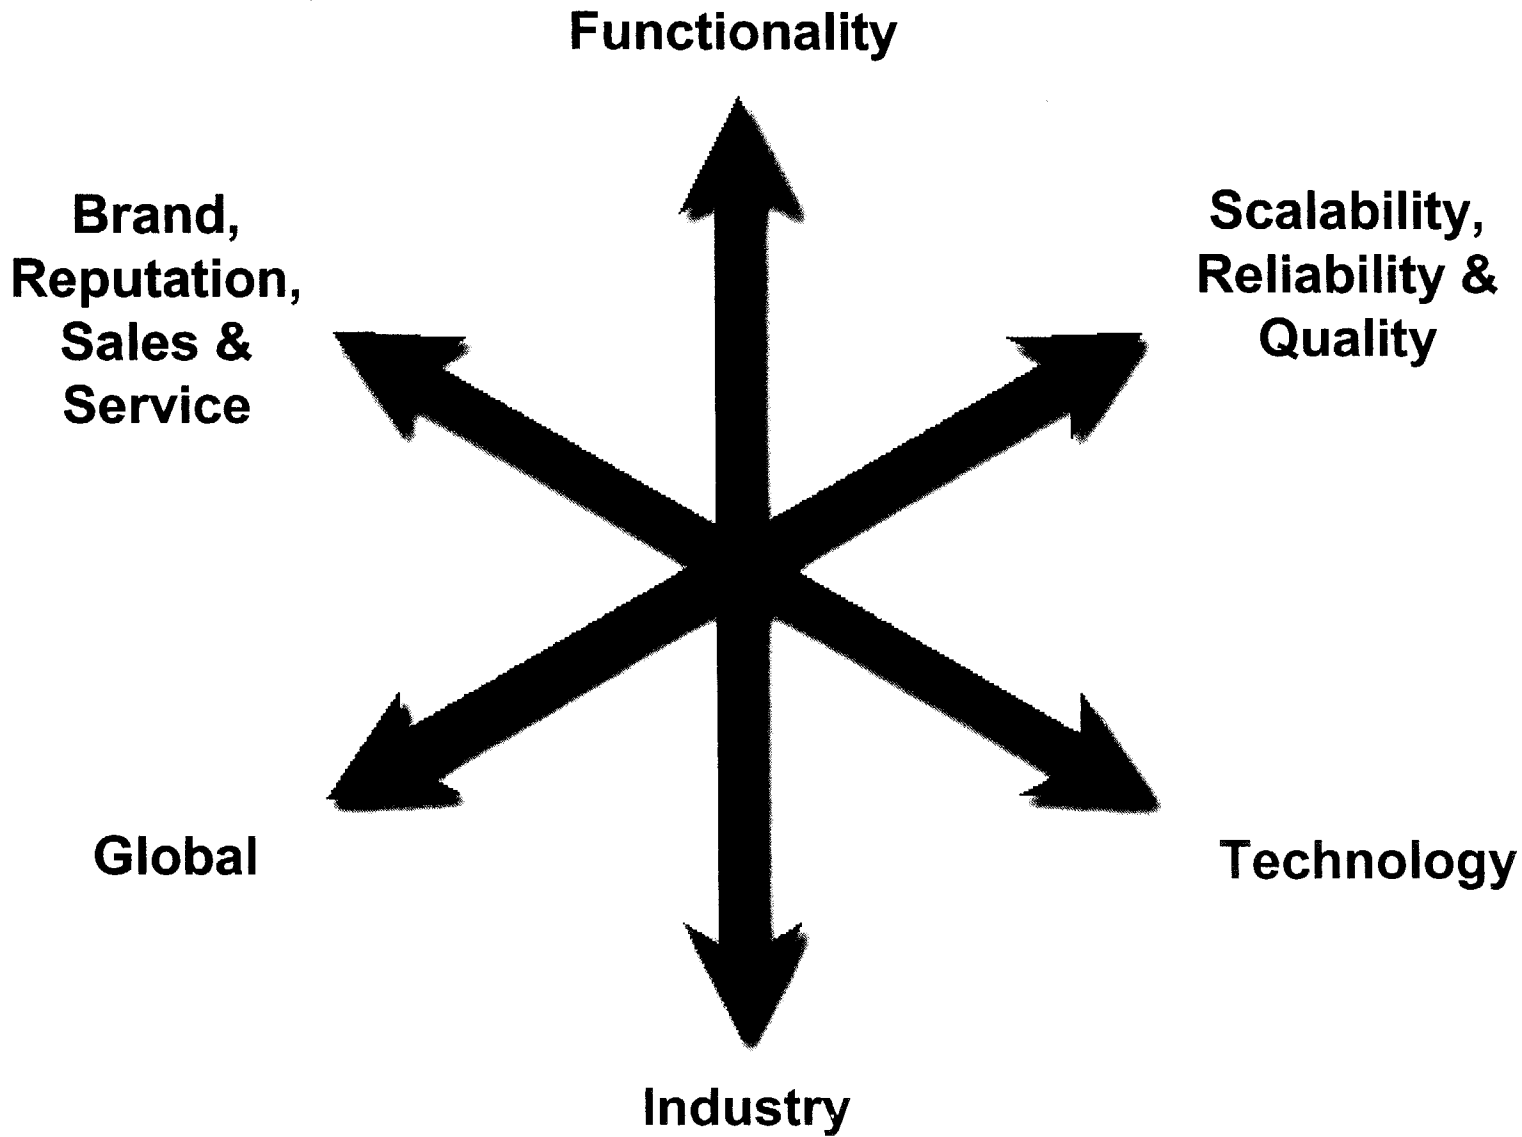 Functionality
Brand,
Reputation,
Sales &
Service
Scalability,
Reliability &
Quality
Global
Technology
Industry